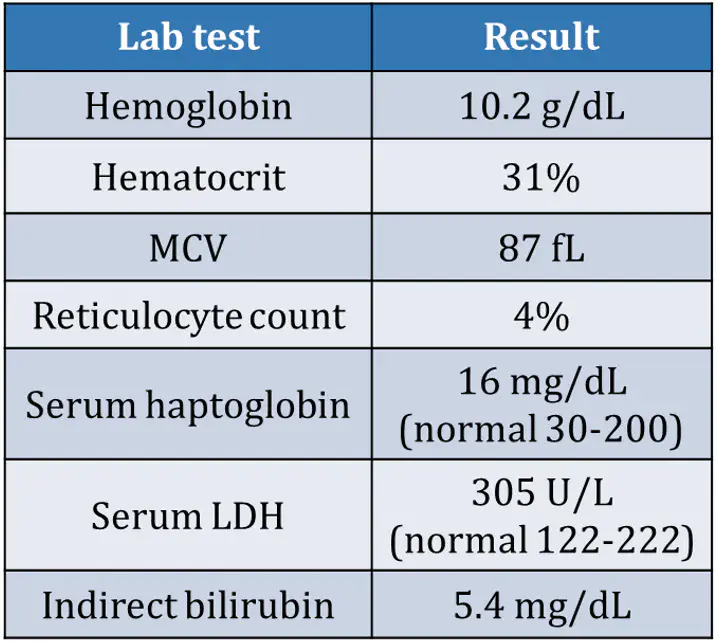 Lab test Result
Hemoglobin 10.2 g/dL
Hematocrit 31%
MCV 87 fL
Reticulocyte count 4%
Serum haptoglobin 16 mg/dL
(normal 30-200)
Serum LDH 305 U/L
(normal 122-222)
Indirect bilirubin 5.4 mg/dL